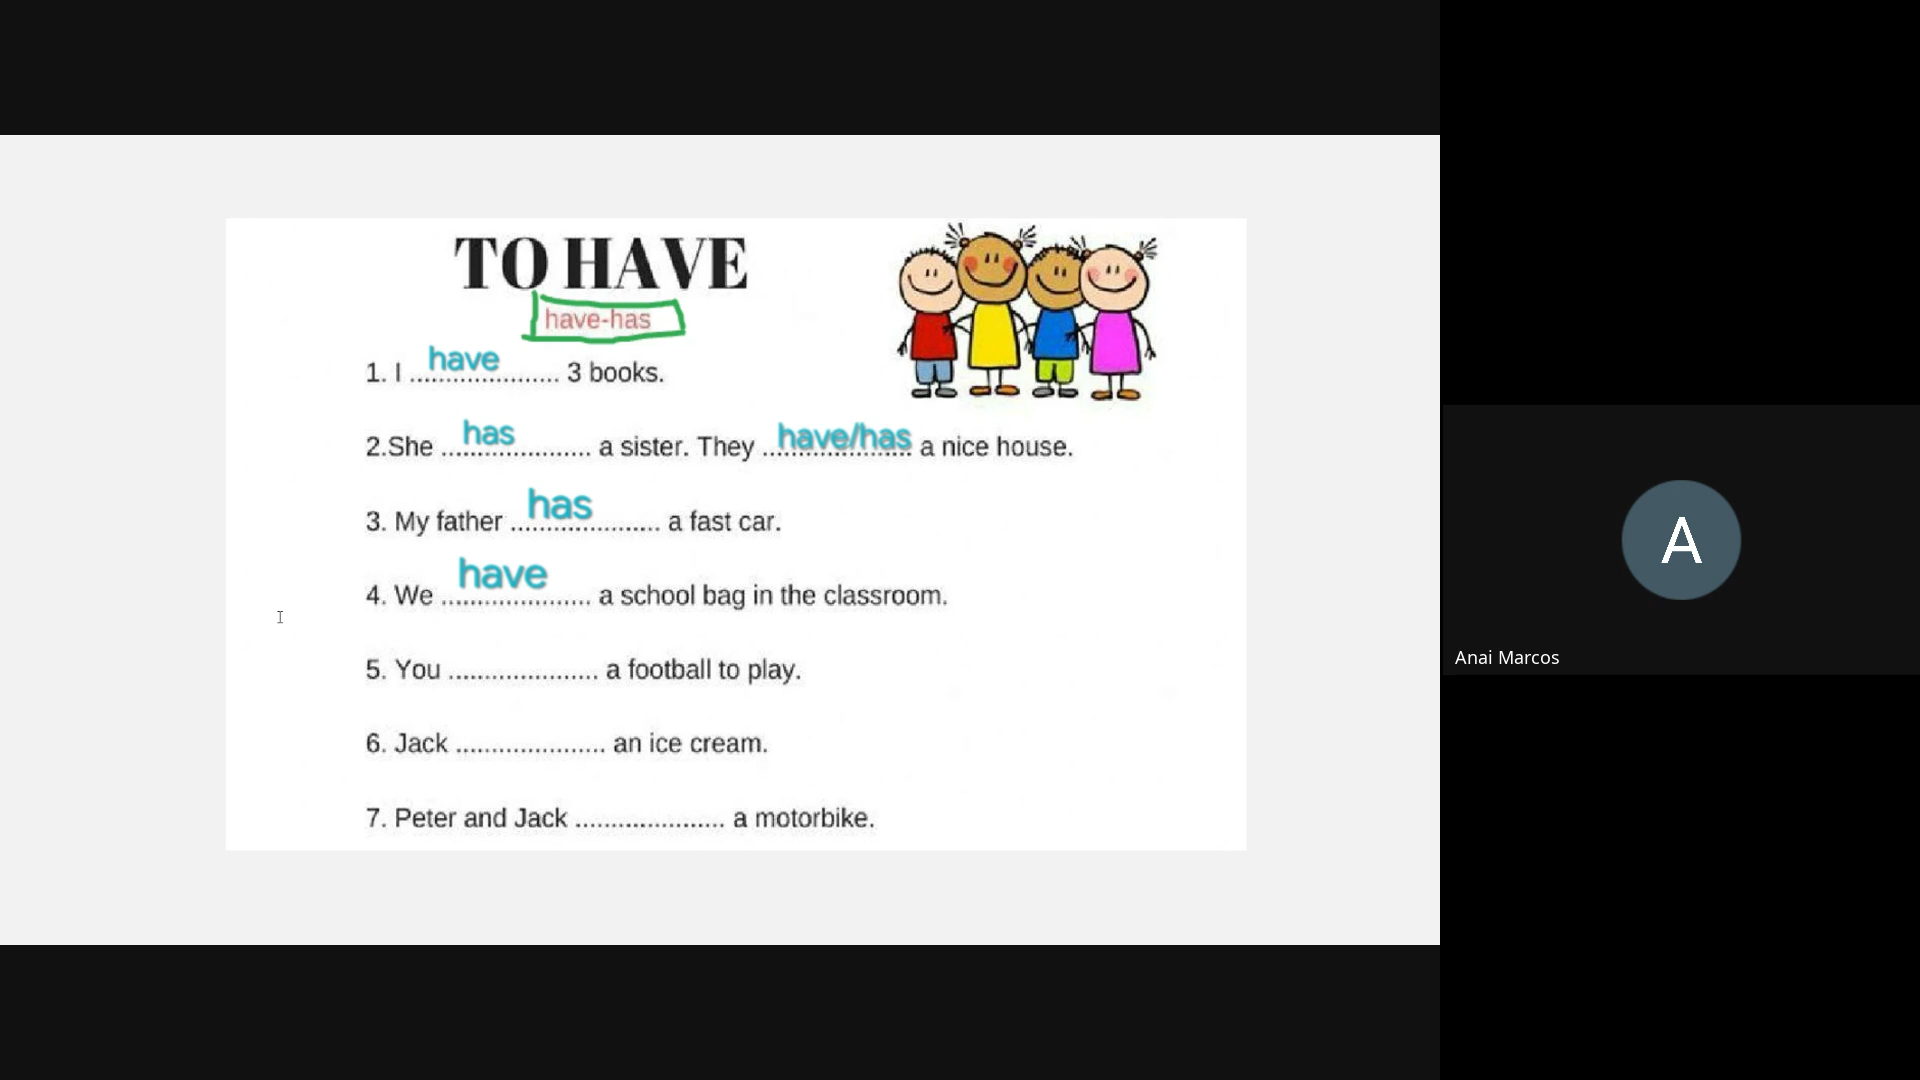 TO HAVE
have-has
1. I have ..................... 3 books.
2.She has ..................... a sister. They have/has ..................... a nice house.
3. My father has ..................... a fast car.
4. We have ..................... a school bag in the classroom.
5. You ..................... a football to play.
6. Jack ..................... an ice cream.
7. Peter and Jack ..................... a motorbike.
A
Anai Marcos